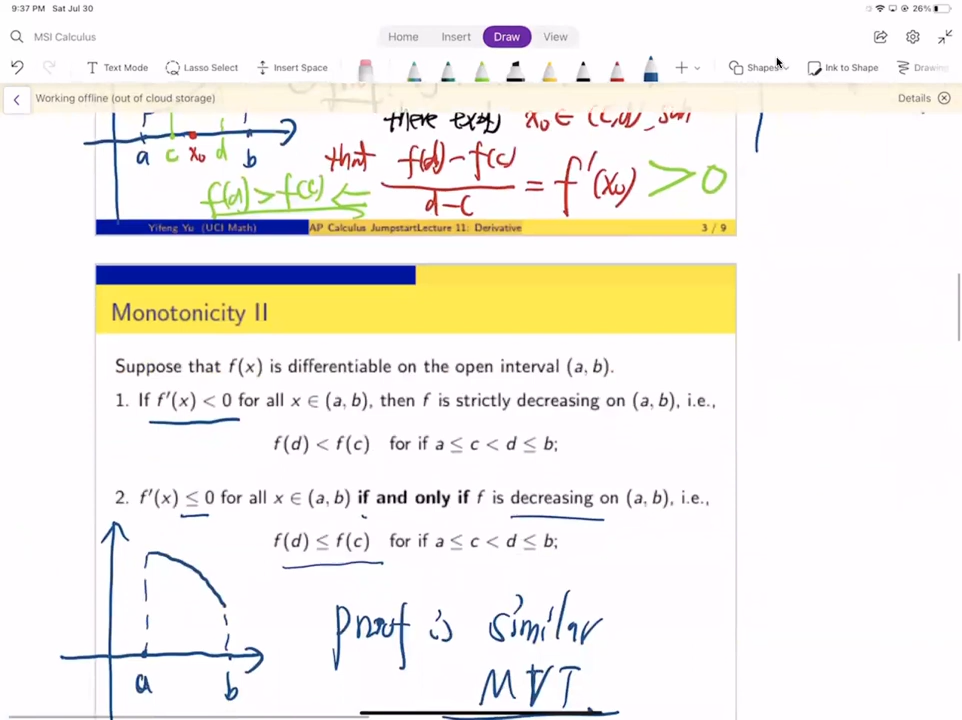 9:37 PM Sat Jul 30
26%
MSI Calculus
Home Insert Draw View
Text Mode Lasso Select Insert Space Shapes Ink to Shape Drawing
Working offline (out of cloud storage) Details
there exists x₀ ∈ (c,d) such
a c x₀ d b
that f(d)-f(c) / d-c = f'(x₀) > 0
f(d) > f(c) ⇐
Yifeng Yu (UCI Math) AP Calculus JumpstartLecture 11: Derivative 3 / 9
Monotonicity II
Suppose that f(x) is differentiable on the open interval (a, b).
1. If f′(x) < 0 for all x ∈ (a, b), then f is strictly decreasing on (a, b), i.e.,
f(d) < f(c) for if a ≤ c < d ≤ b;
2. f′(x) ≤ 0 for all x ∈ (a, b) if and only if f is decreasing on (a, b), i.e.,
f(d) ≤ f(c) for if a ≤ c < d ≤ b;
proof is similar
MVT.
a b